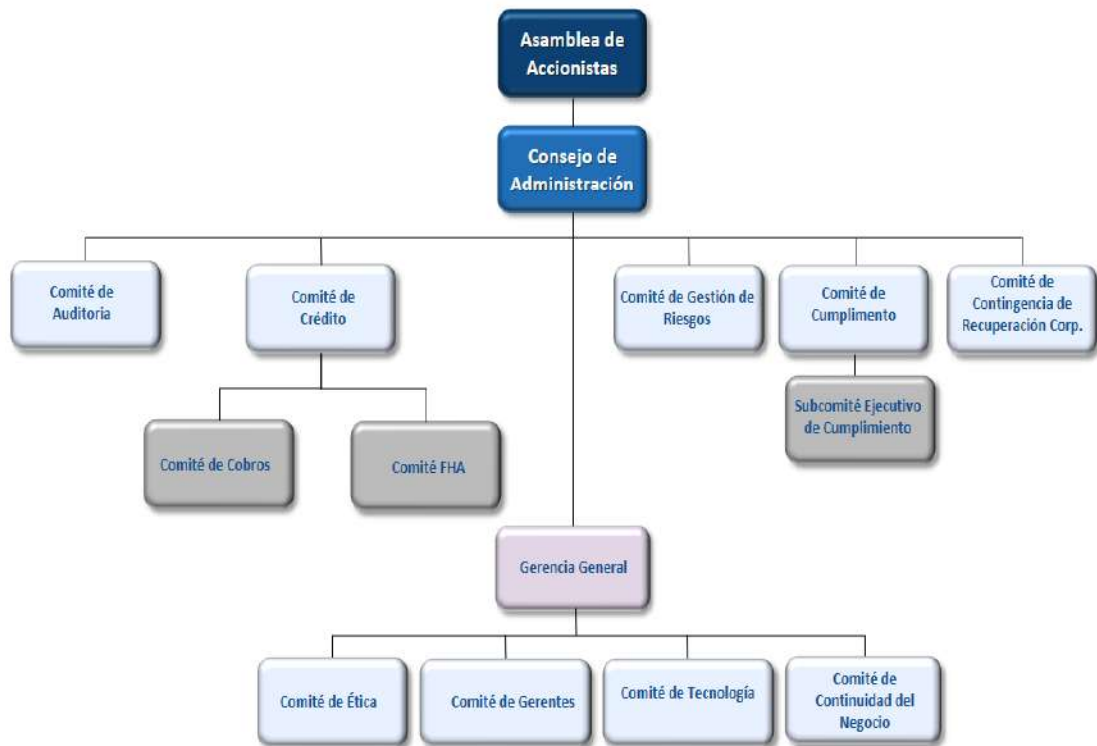 Asamblea de
Accionistas
Consejo de
Administración
Comité de
Auditoria
Comité de
Crédito
Comité de Gestión de
Riesgos
Comité de
Cumplimento
Comité de
Contingencia de
Recuperación Corp.
Comité de Cobros
Comité FHA
Subcomité Ejecutivo
de Cumplimiento
Gerencia General
Comité de Ética
Comité de Gerentes
Comité de Tecnología
Comité de
Continuidad del
Negocio